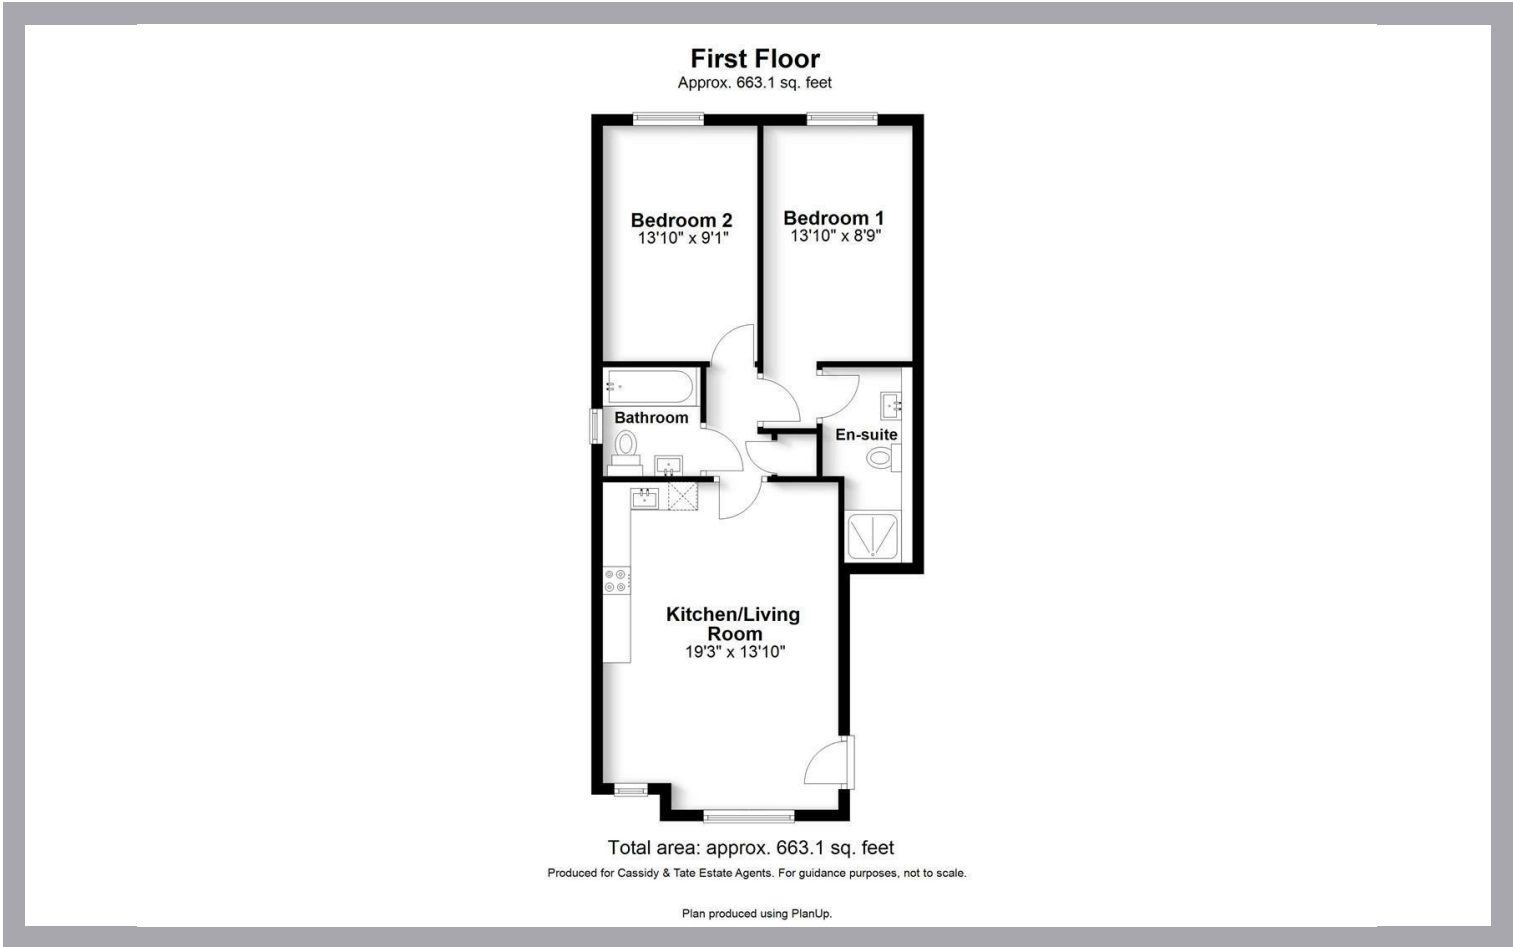 First Floor
Approx. 663.1 sq. feet
Bedroom 2
13'10" x 9'1"
Bedroom 1
13'10" x 8'9"
Bathroom
En-suite
Kitchen/Living
Room
19'3" x 13'10"
Total area: approx. 663.1 sq. feet
Produced for Cassidy & Tate Estate Agents. For guidance purposes, not to scale.
Plan produced using PlanUp.